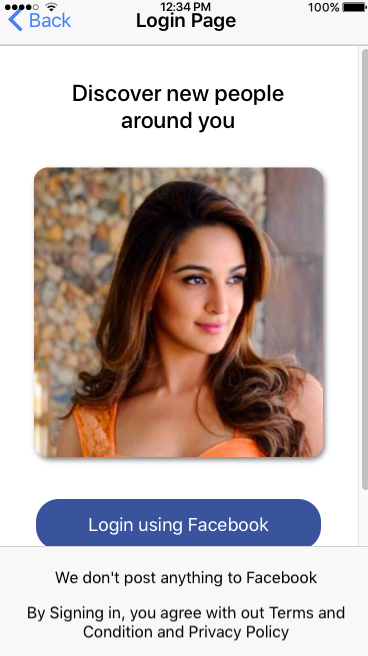 12:34 PM
100%
Back
Login Page
Discover new people
around you
Login using Facebook
We don't post anything to Facebook
By Signing in, you agree with out Terms and
Condition and Privacy Policy